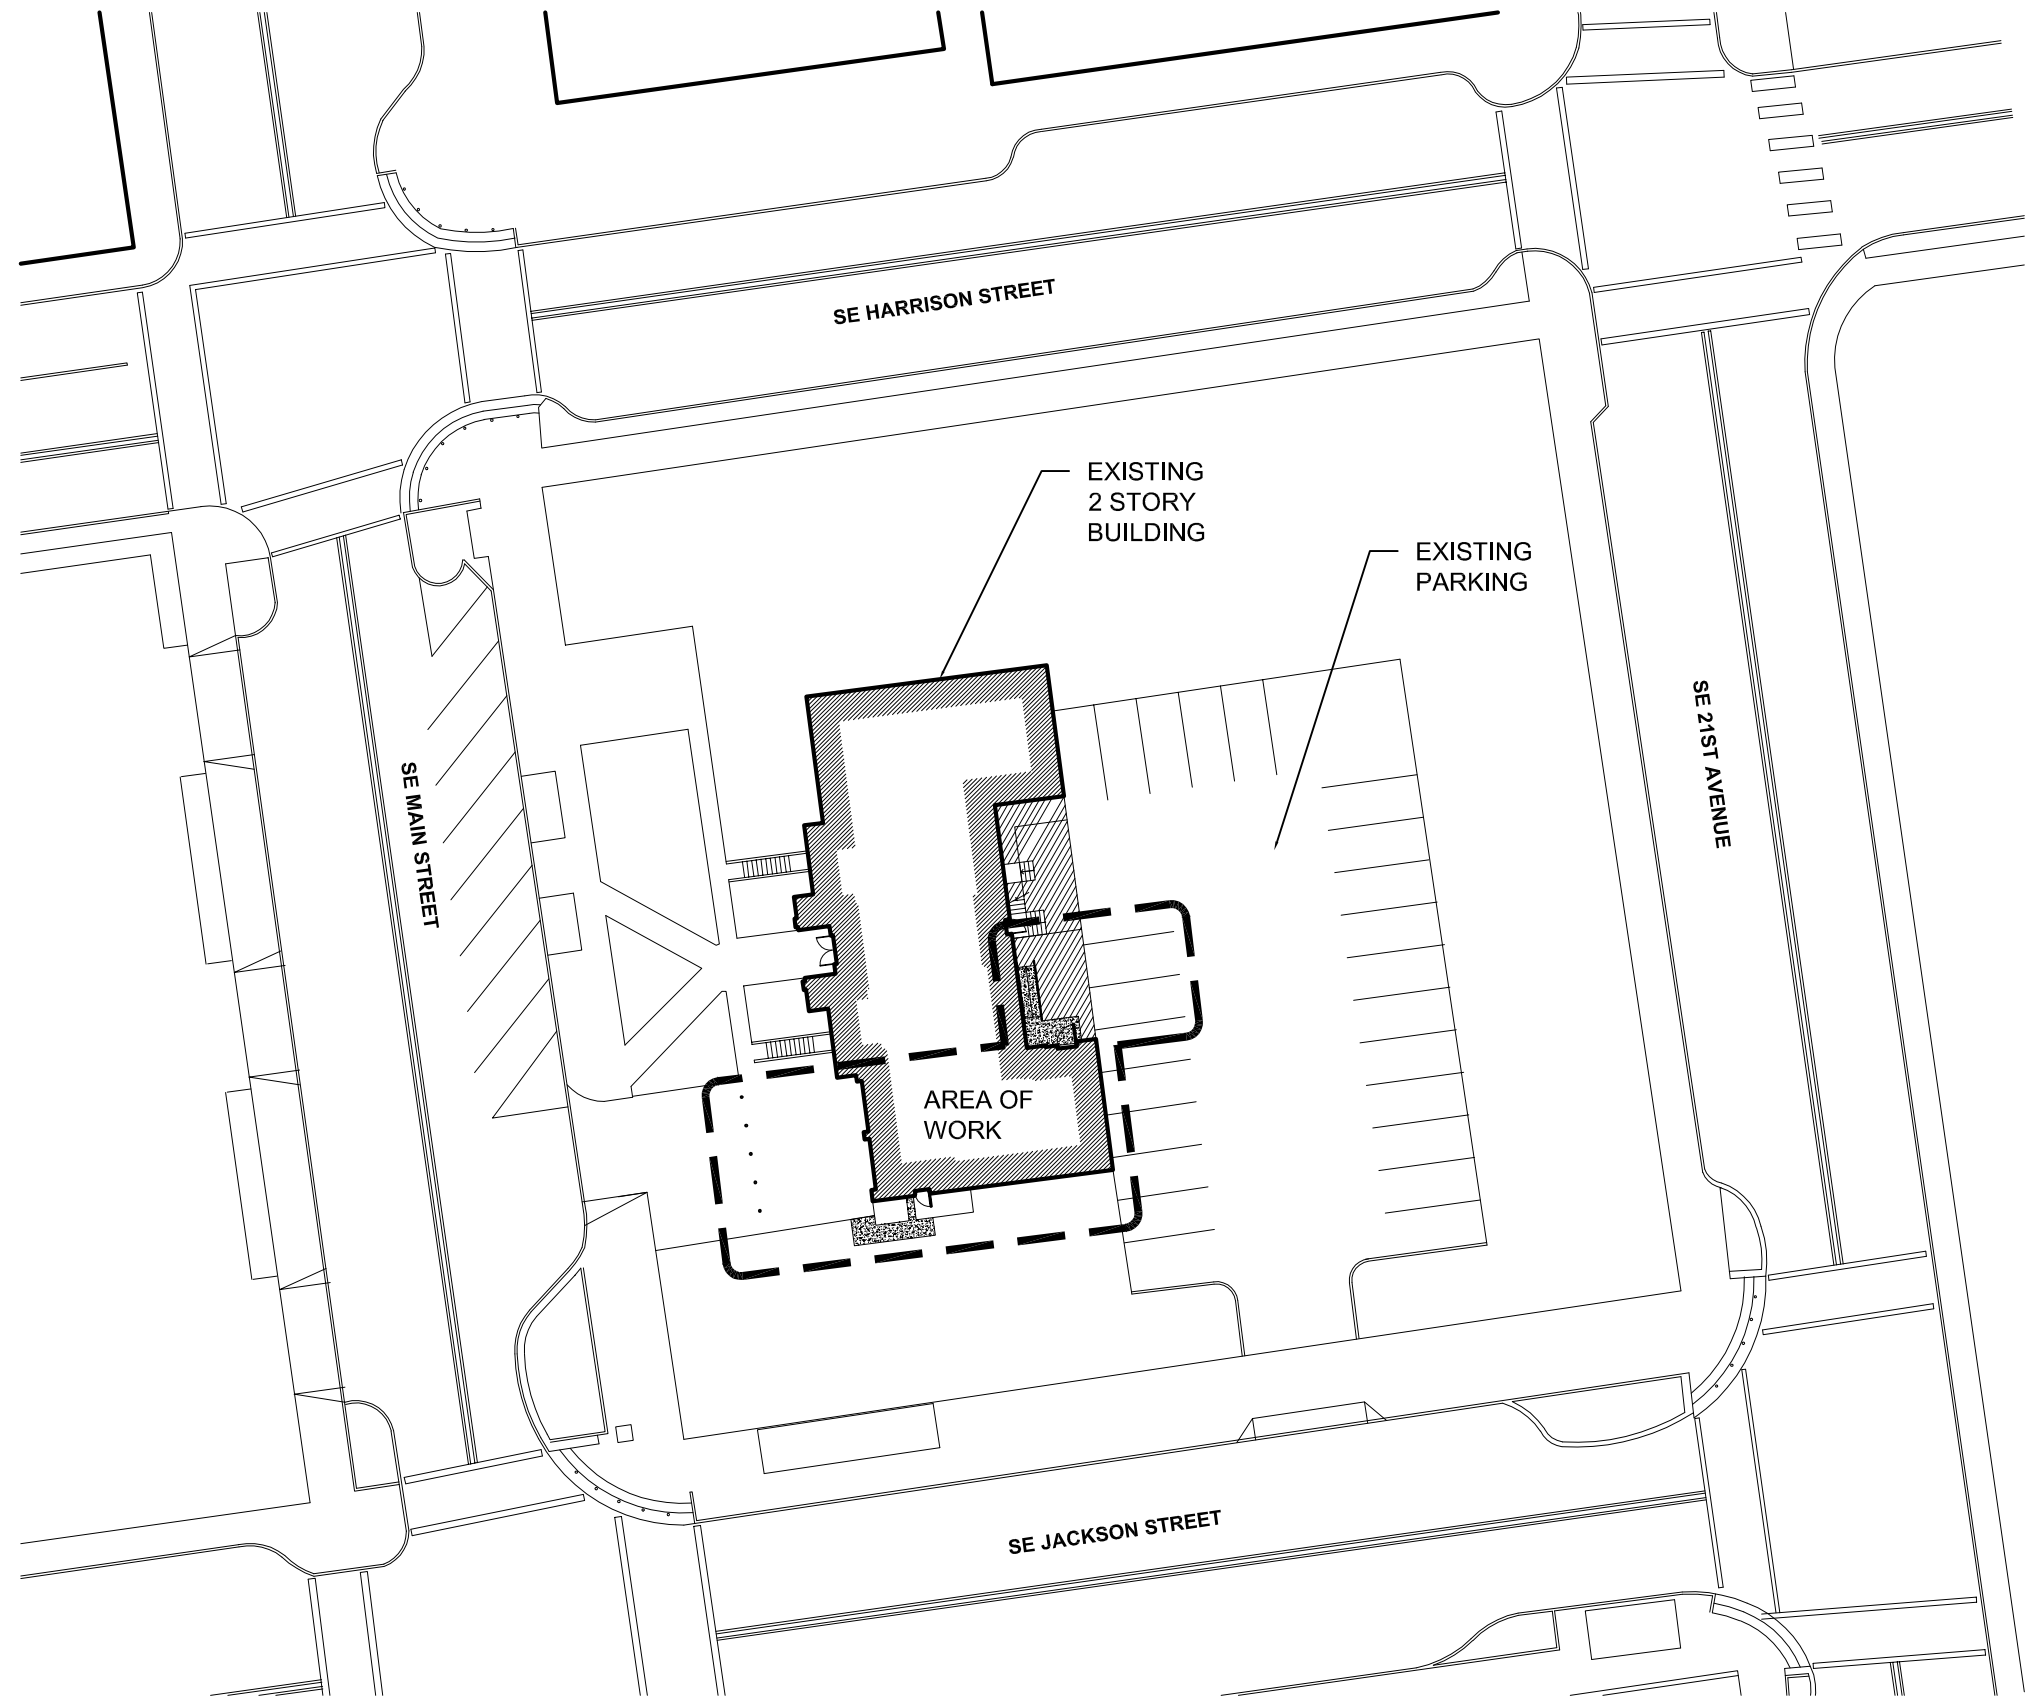 SE HARRISON STREET
EXISTING
2 STORY
BUILDING
EXISTING
PARKING
SE 21ST AVENUE
SE MAIN STREET
AREA OF
WORK
SE JACKSON STREET